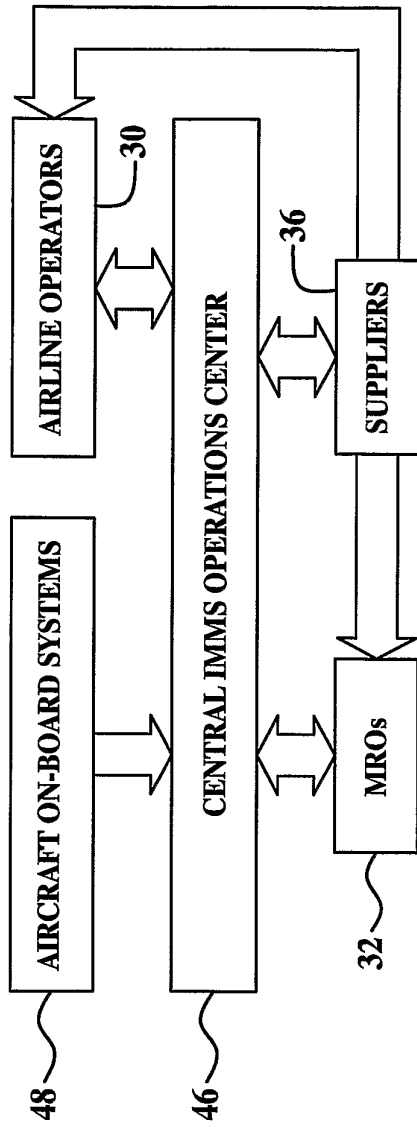 48
AIRCRAFT ON-BOARD SYSTEMS
AIRLINE OPERATORS
30
46
CENTRAL IMMS OPERATIONS CENTER
36
32
MROs
SUPPLIERS